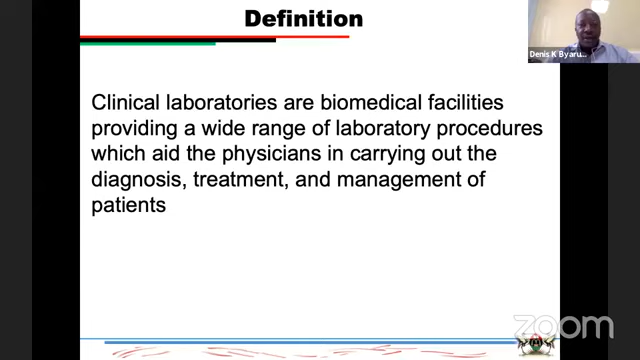 Definition
Denis K Byaru...
Clinical laboratories are biomedical facilities
providing a wide range of laboratory procedures
which aid the physicians in carrying out the
diagnosis, treatment, and management of
patients
zoom